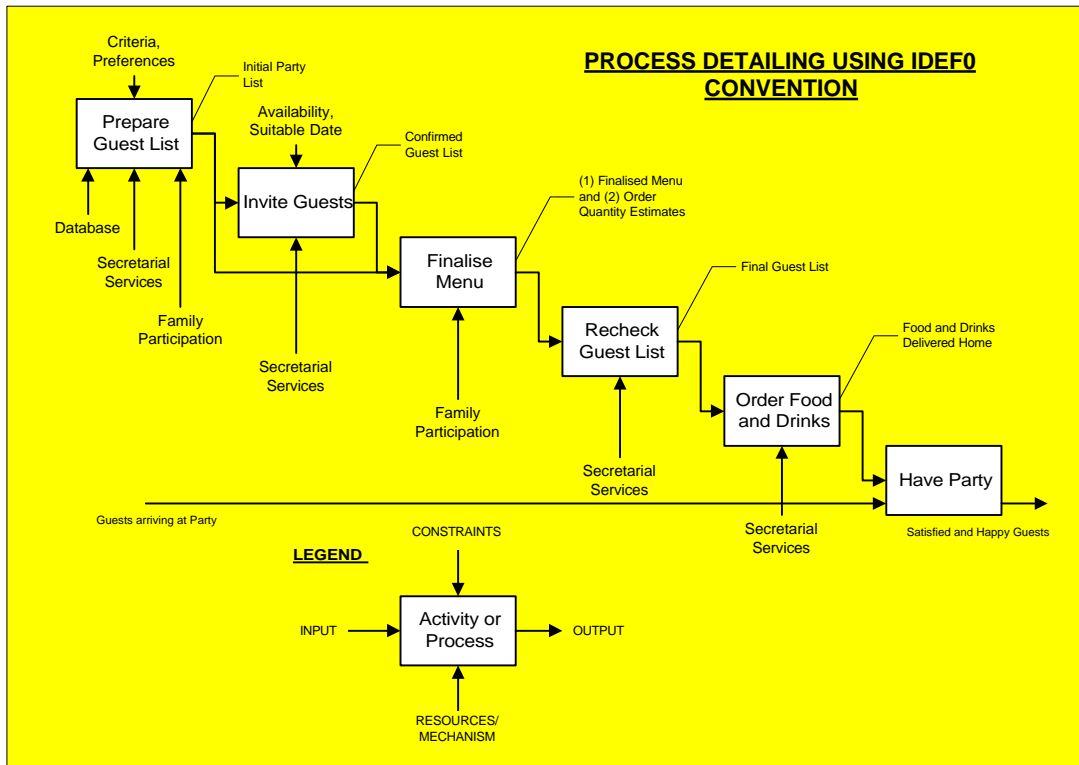 PROCESS DETAILING USING IDEF0
CONVENTION
Criteria,
Preferences
Initial Party
List
Prepare
Guest List
Availability,
Suitable Date
Confirmed
Guest List
Invite Guests
Database
Secretarial
Services
Family
Participation
Secretarial
Services
(1) Finalised Menu
and (2) Order
Quantity Estimates
Finalise
Menu
Family
Participation
Final Guest List
Recheck
Guest List
Secretarial
Services
Food and Drinks
Delivered Home
Order Food
and Drinks
Secretarial
Services
Have Party
Guests arriving at Party
Satisfied and Happy Guests
LEGEND
CONSTRAINTS
INPUT
Activity or
Process
OUTPUT
RESOURCES/
MECHANISM